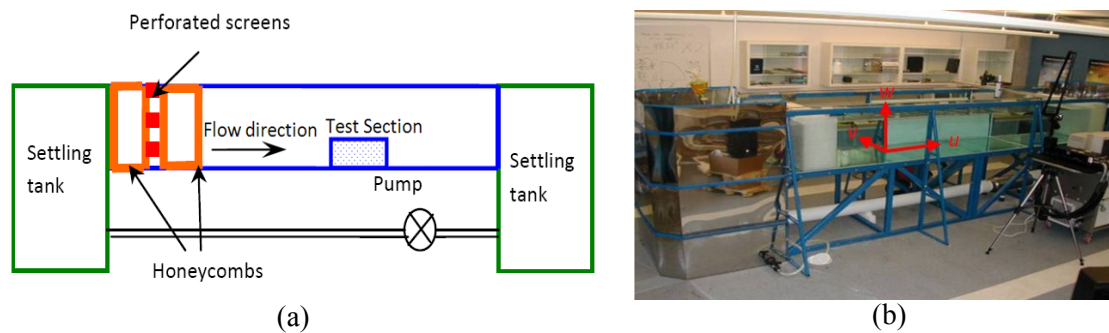 Perforated screens
Flow direction
Test Section
Settling
tank
Pump
Settling
tank
Honeycombs
(a)
w
v
u
(b)